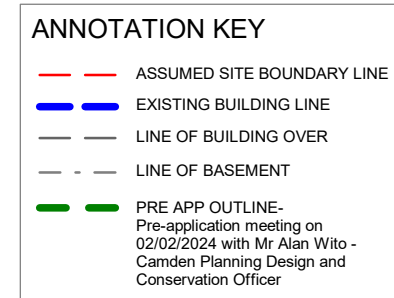 ANNOTATION KEY
ASSUMED SITE BOUNDARY LINE
EXISTING BUILDING LINE
LINE OF BUILDING OVER
LINE OF BASEMENT
PRE APP OUTLINE-
Pre-application meeting on
02/02/2024 with Mr Alan Wito -
Camden Planning Design and
Conservation Officer